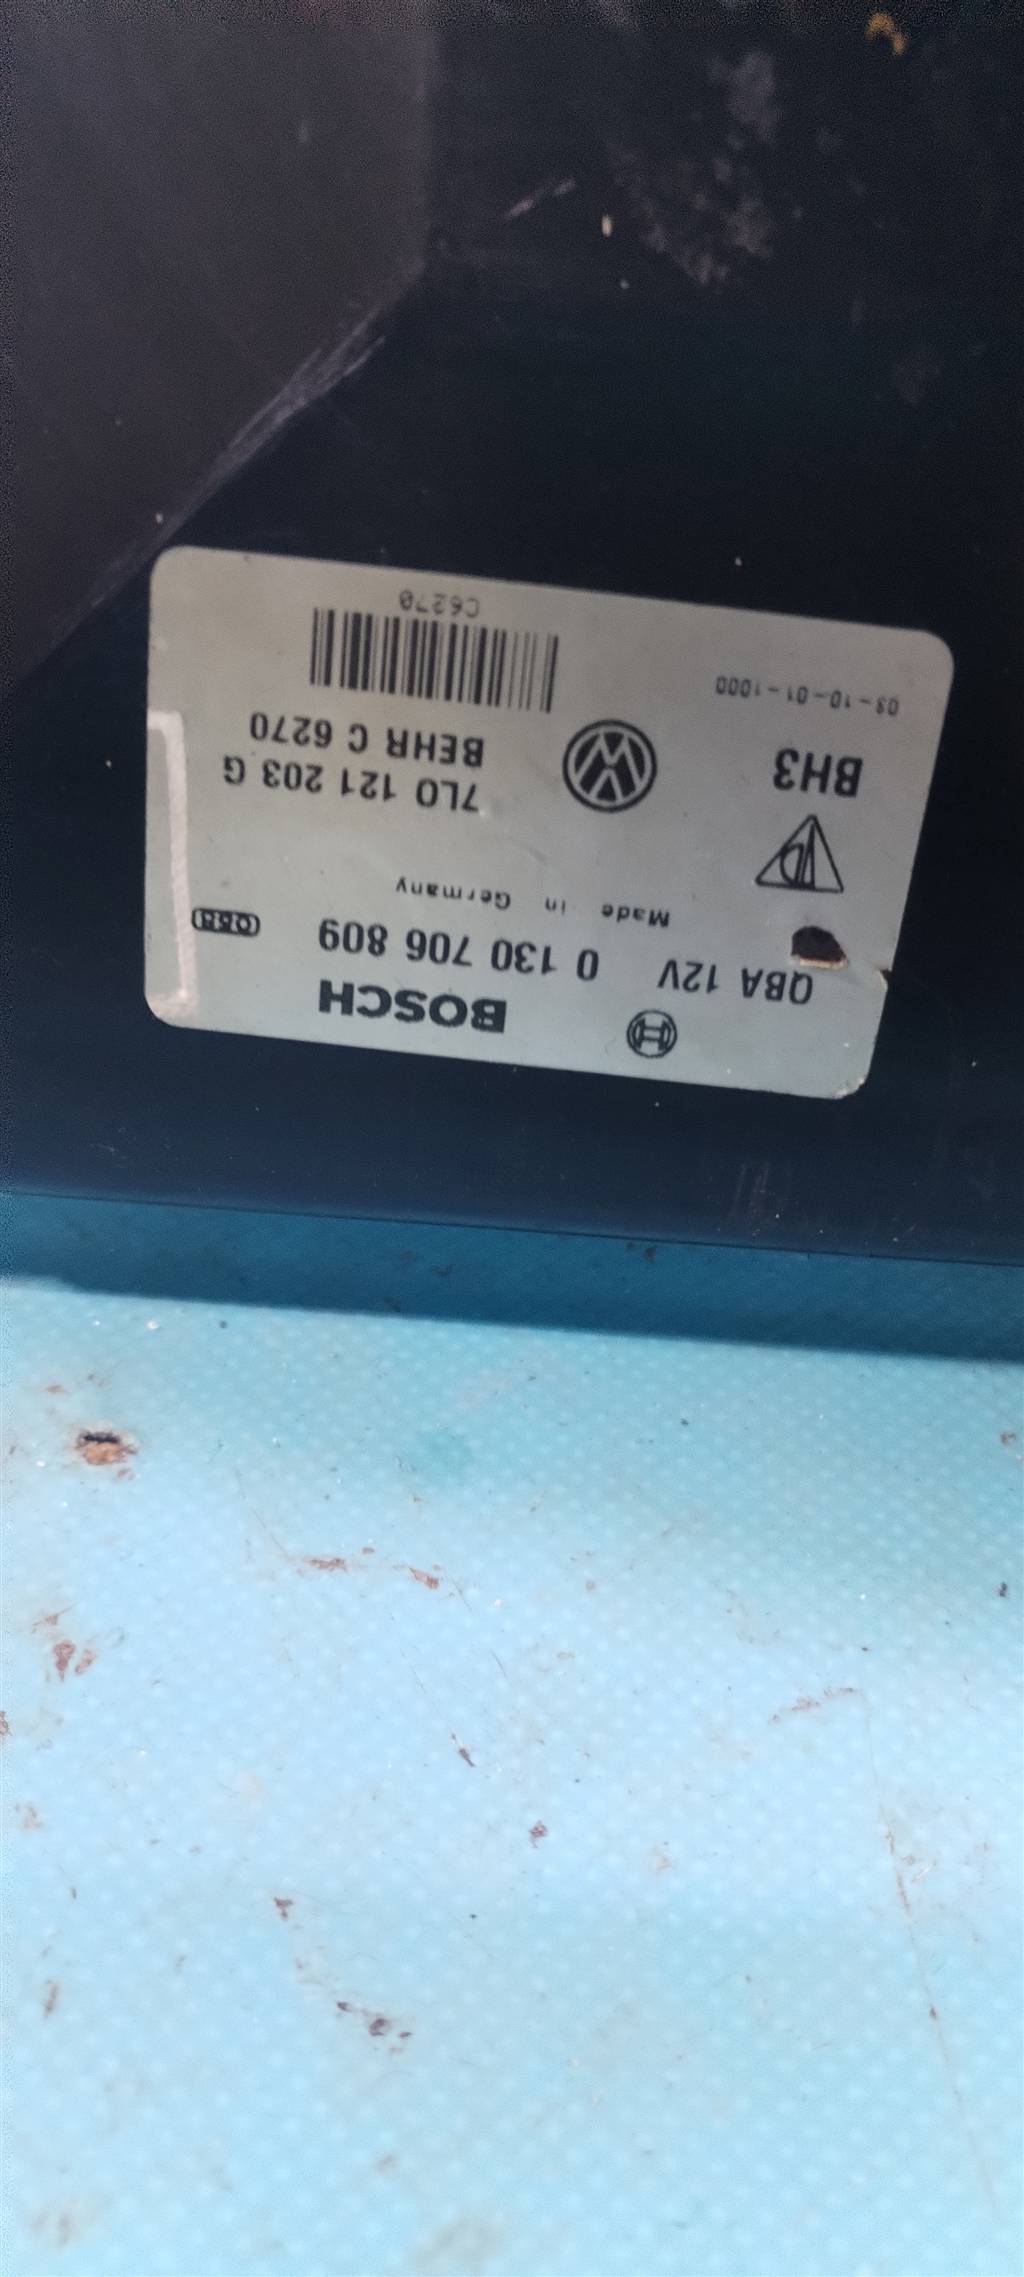 BOSCH
QBA 12V 0 130 706 809
Made in Germany
7L0 121 203 G
BH3
BEHR C 6270
03-10-01-1000
C6270